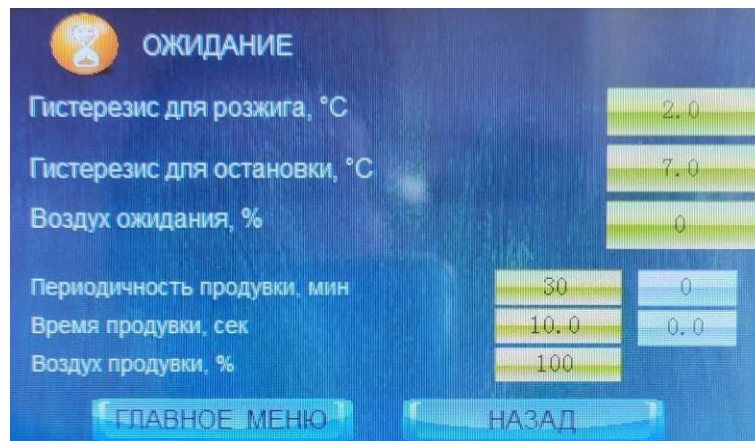 ОЖИДАНИЕ
Гистерезис для розжига, °C 2.0
Гистерезис для остановки, °C 7.0
Воздух ожидания, % 0
Периодичность продувки, мин 30 0
Время продувки, сек 10.0 0.0
Воздух продувки, % 100
ГЛАВНОЕ МЕНЮ НАЗАД